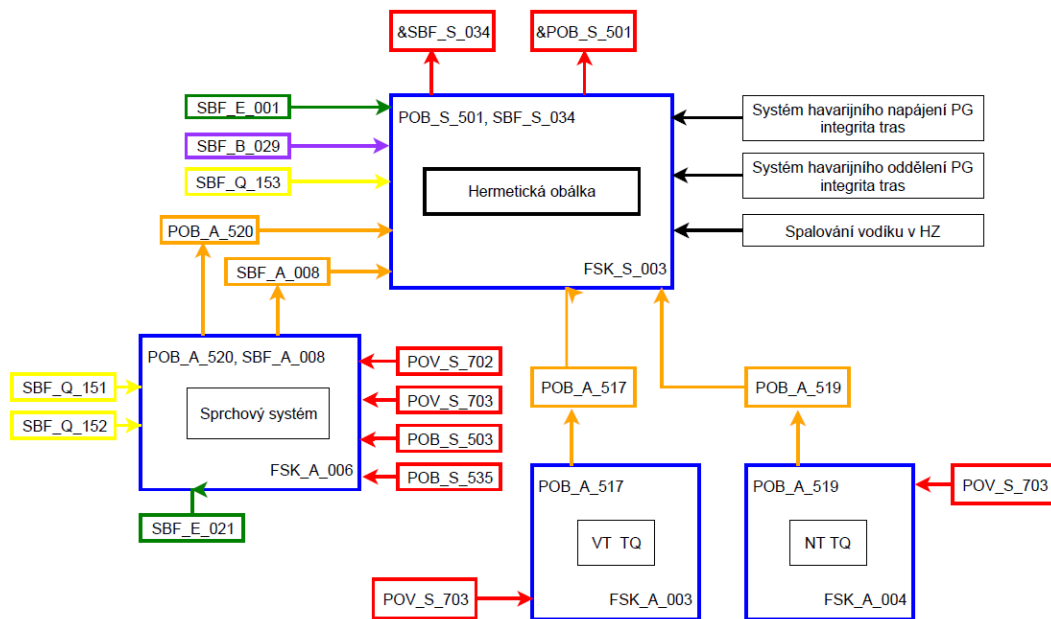 &SBF_S_034
&POB_S_501
SBF_E_001
POB_S_501, SBF_S_034
Systém havarijního napájení PG
integrita tras
SBF_B_029
SBF_Q_153
Hermetická obálka
Systém havarijního oddělení PG
integrita tras
POB_A_520
Spalování vodíku v HZ
SBF_A_008
FSK_S_003
POB_A_520, SBF_A_008
POV_S_702
SBF_Q_151
POB_A_517
POB_A_519
POV_S_703
Sprchový systém
SBF_Q_152
POB_S_503
FSK_A_006
POB_S_535
POB_A_517
POB_A_519
POV_S_703
SBF_E_021
VT TQ
NT TQ
POV_S_703
FSK_A_003
FSK_A_004